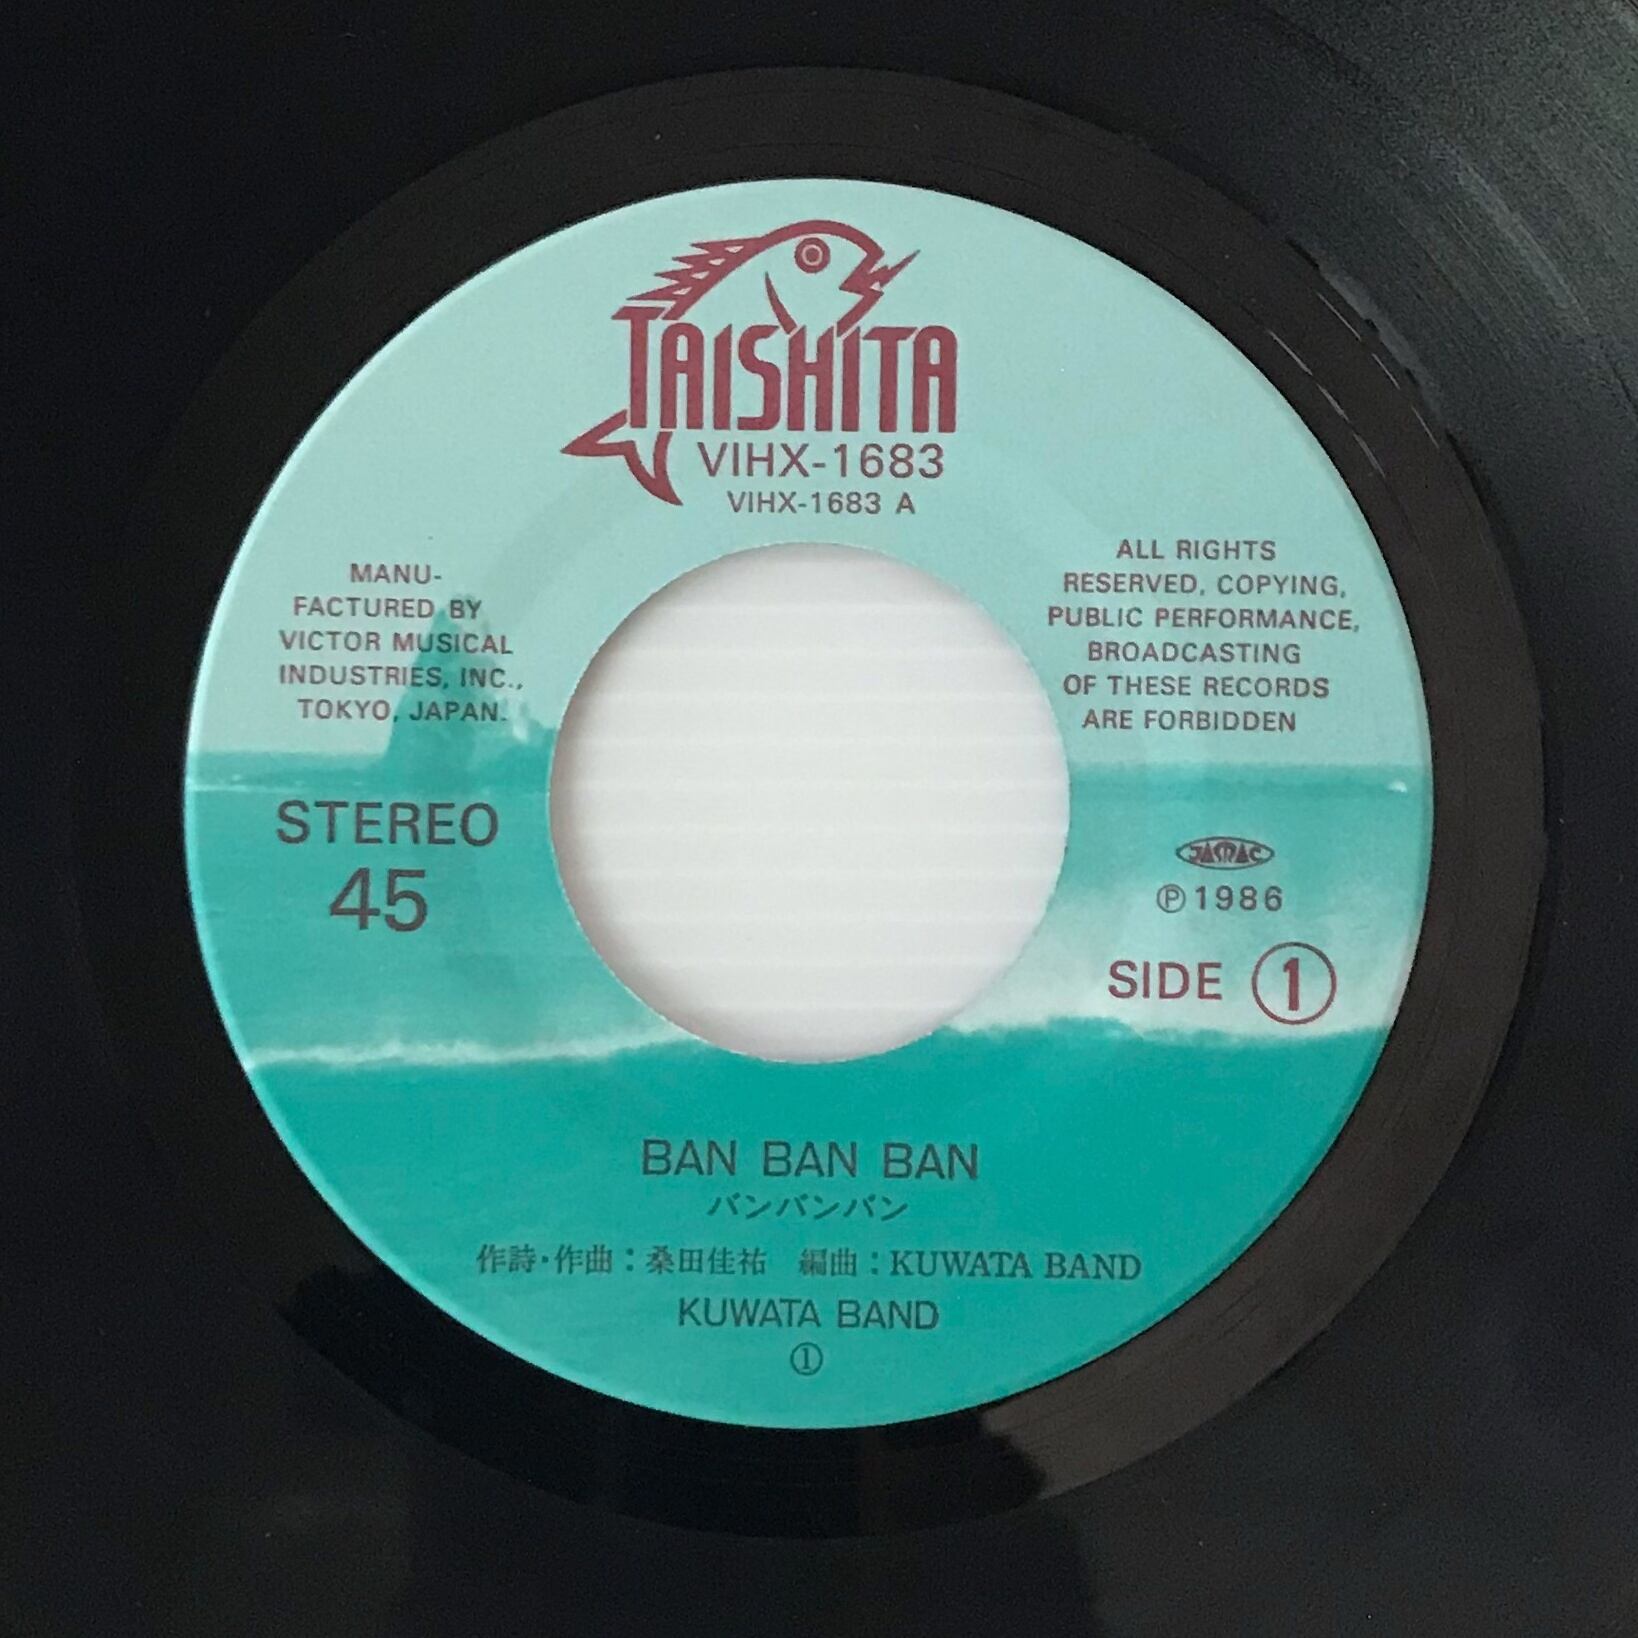 TAISHITA
VIHX-1683
VIHX-1683 A
MANU-
FACTURED BY
VICTOR MUSICAL
INDUSTRIES, INC.,
TOKYO, JAPAN.
ALL RIGHTS
RESERVED, COPYING,
PUBLIC PERFORMANCE,
BROADCASTING
OF THESE RECORDS
ARE FORBIDDEN
STEREO
45
JASRAC
Ⓟ1986
SIDE ①
BAN BAN BAN
バンバンバン
作詩・作曲：桑田佳祐　編曲：KUWATA BAND
KUWATA BAND
①